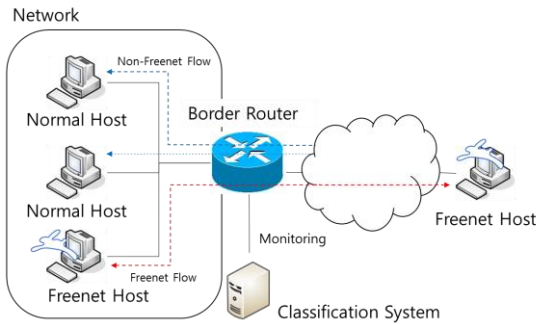 Network
Non-Freenet Flow
Normal Host
Border Router
Normal Host
Freenet Host
Monitoring
Freenet Flow
Freenet Host
Classification System